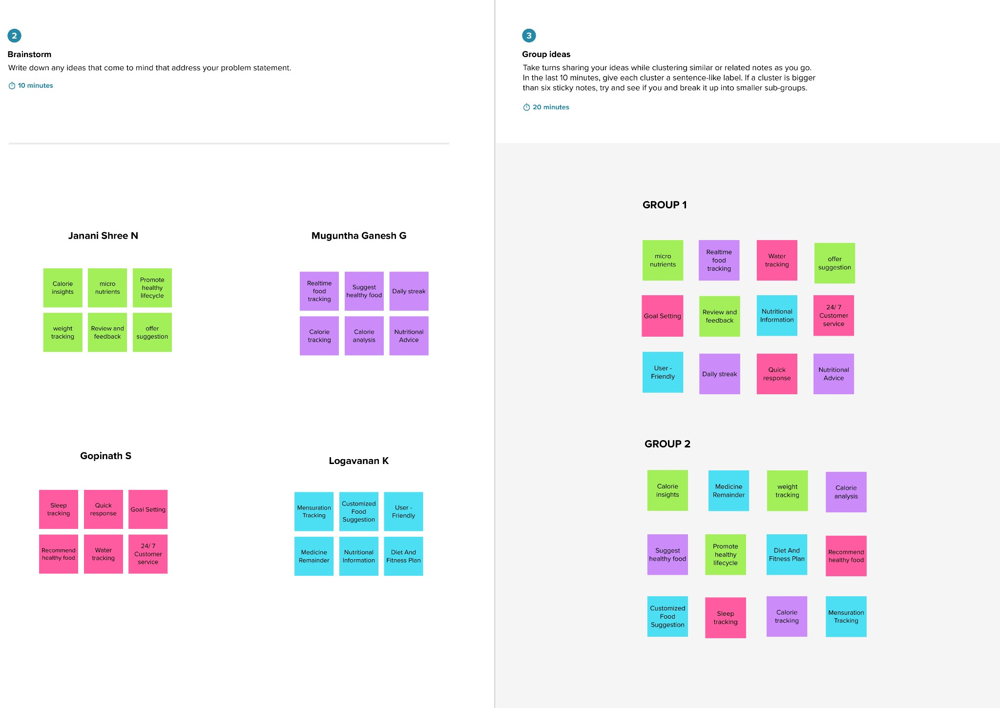 2
Brainstorm
Write down any ideas that come to mind that address your problem statement.
10 minutes
Janani Shree N
Calorie
insights
micro
nutrients
Promote
healthy
lifecycle
weight
tracking
Review and
feedback
offer
suggestion
Muguntha Ganesh G
Realtime
food
tracking
Suggest
healthy food
Daily streak
Calorie
tracking
Calorie
analysis
Nutritional
Advice
Gopinath S
Sleep
tracking
Quick
response
Goal Setting
Recommend
healthy food
Water
tracking
24/ 7
Customer
service
Logavanan K
Mensuration
Tracking
Customized
Food
Suggestion
User -
Friendly
Medicine
Remainder
Nutritional
Information
Diet And
Fitness Plan
3
Group ideas
Take turns sharing your ideas while clustering similar or related notes as you go.
In the last 10 minutes, give each cluster a sentence-like label. If a cluster is bigger
than six sticky notes, try and see if you and break it up into smaller sub-groups.
20 minutes
GROUP 1
micro
nutrients
Realtime
food
tracking
Water
tracking
offer
suggestion
Goal Setting
Review and
feedback
Nutritional
Information
24/ 7
Customer
service
User -
Friendly
Daily streak
Quick
response
Nutritional
Advice
GROUP 2
Calorie
insights
Medicine
Remainder
weight
tracking
Calorie
analysis
Suggest
healthy food
Promote
healthy
lifecycle
Diet And
Fitness Plan
Recommend
healthy food
Customized
Food
Suggestion
Sleep
tracking
Calorie
tracking
Mensuration
Tracking